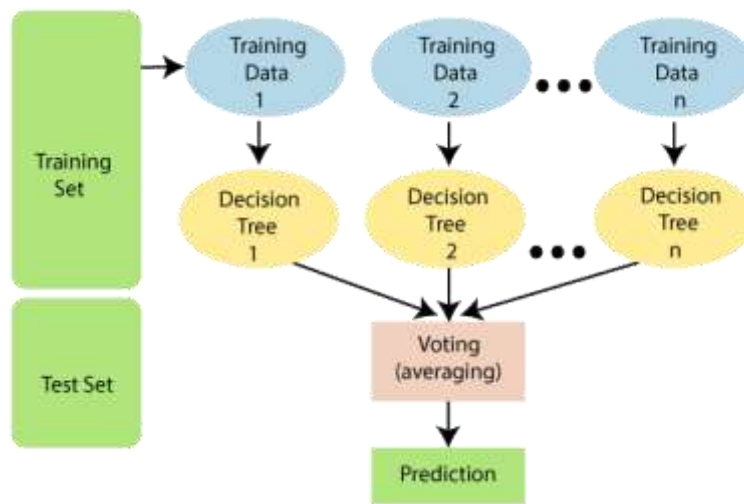 Training
Set
Test Set
Training
Data
1
Training
Data
2
Training
Data
n
Decision
Tree
1
Decision
Tree
2
Decision
Tree
n
Voting
(averaging)
Prediction